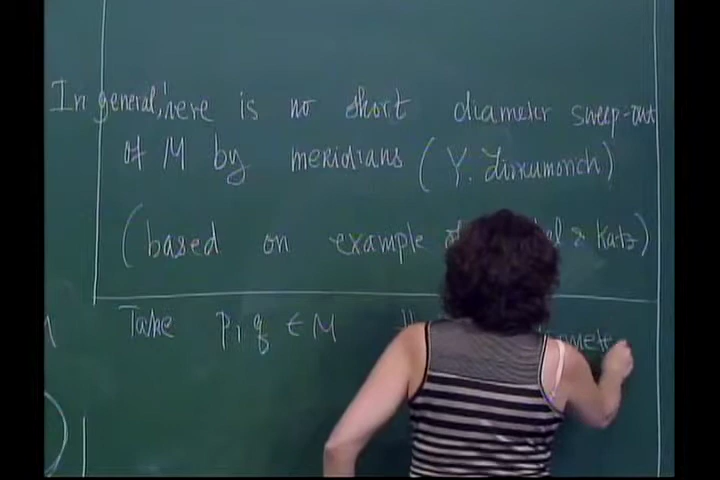 In general, there is no short diameter sweep-out
of M by meridians (Y. Liokumovich)
(based on example of & Katz)
Take p, q ∈ M